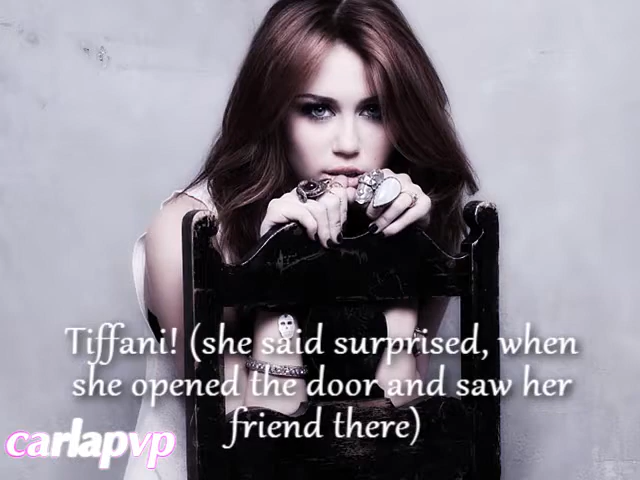 Tiffani! (she said surprised, when
she opened the door and saw her
friend there)
carlapvp